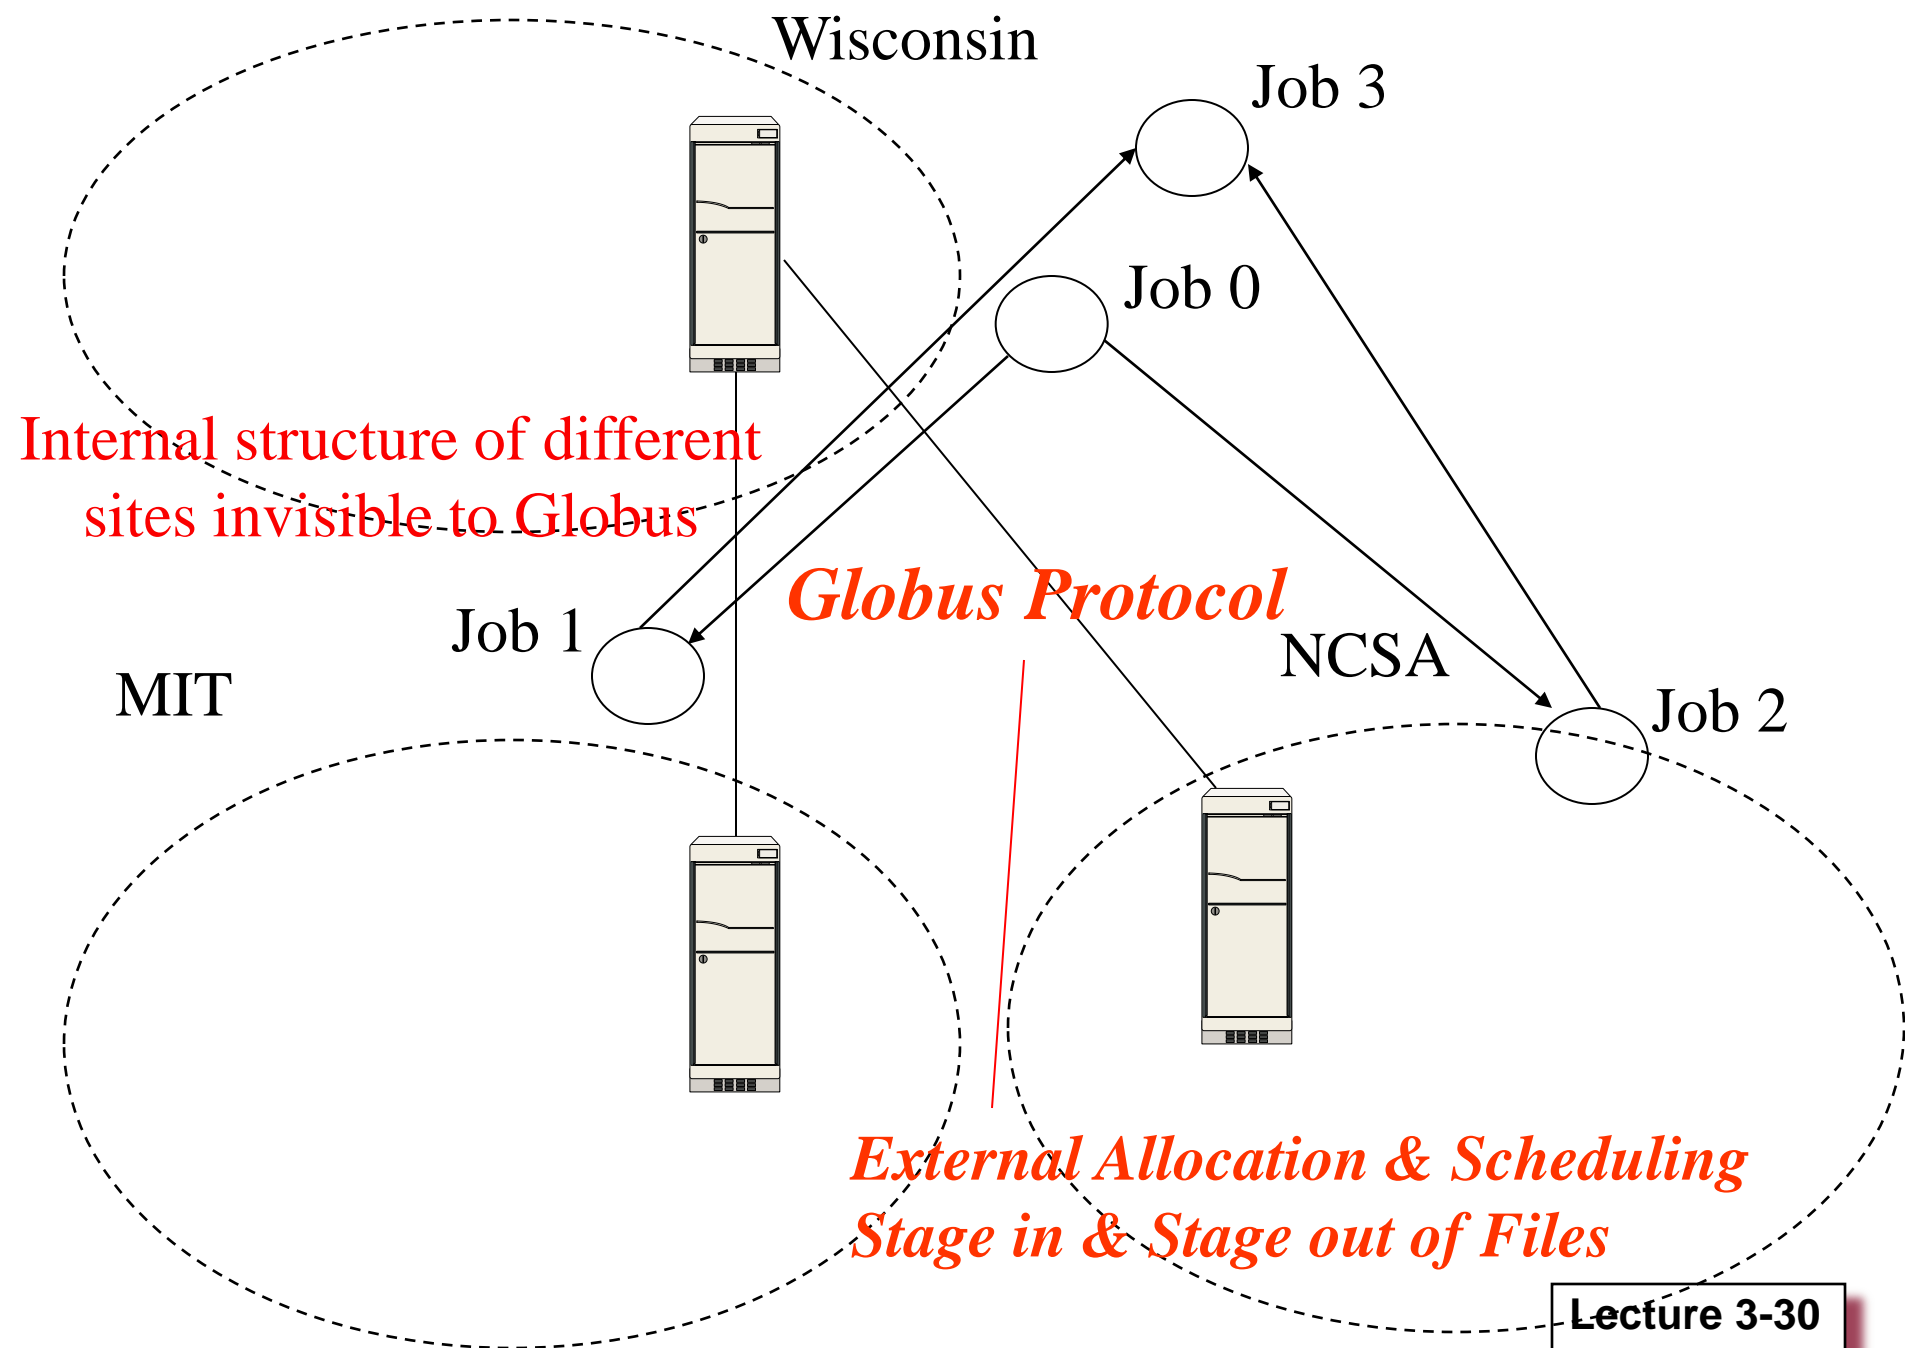 Wisconsin
Job 3
Job 0
Internal structure of different
sites invisible to Globus
Globus Protocol
Job 1
NCSA
MIT
Job 2
External Allocation & Scheduling
Stage in & Stage out of Files
Lecture 3-30